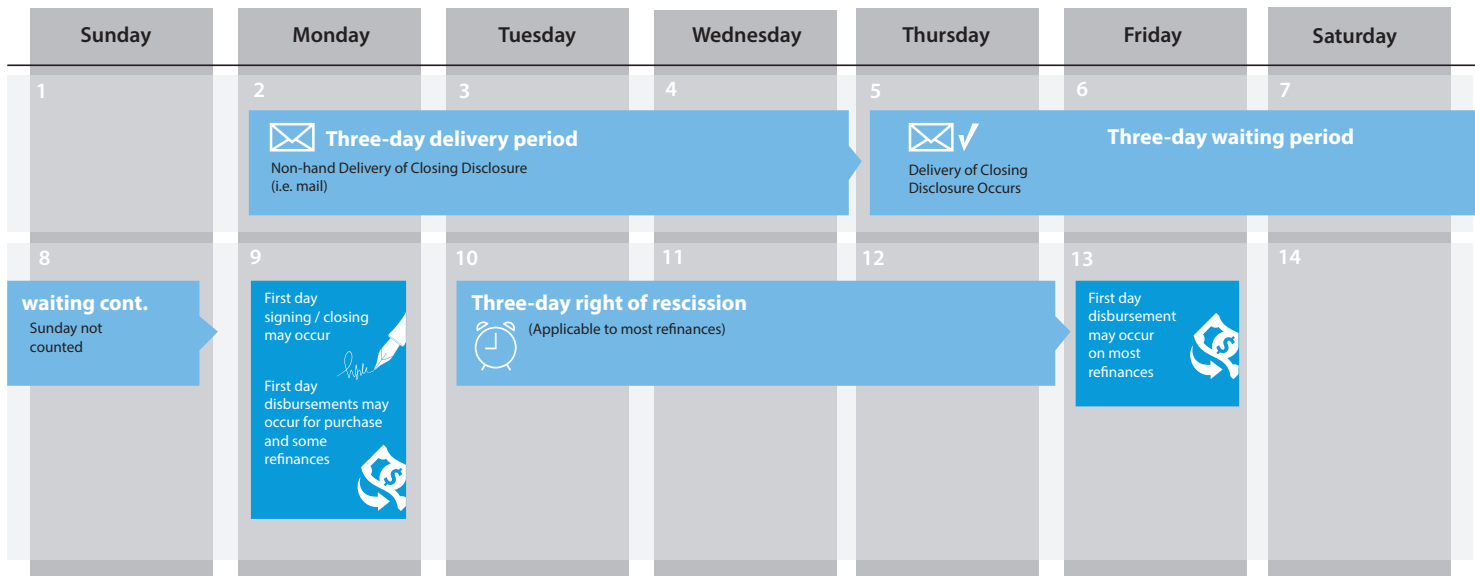 Sunday
Monday
Tuesday
Wednesday
Thursday
Friday
Saturday
1
2
3
4
5
6
7
Three-day delivery period
Non-hand Delivery of Closing Disclosure
(i.e. mail)
Delivery of Closing
Disclosure Occurs
Three-day waiting period
8
9
10
11
12
13
14
waiting cont.
Sunday not
counted
First day
signing / closing
may occur
First day
disbursements may
occur for purchase
and some
refinances
Three-day right of rescission
(Applicable to most refinances)
First day
disbursement
may occur
on most
refinances